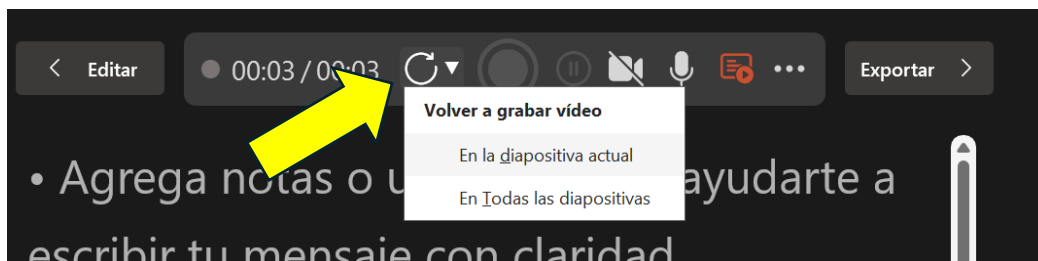 Editar
00:03 / 00:03
Exportar
Volver a grabar vídeo
En la diapositiva actual
En Todas las diapositivas
• Agrega notas o u ayudarte a
escribir tu mensaje con claridad